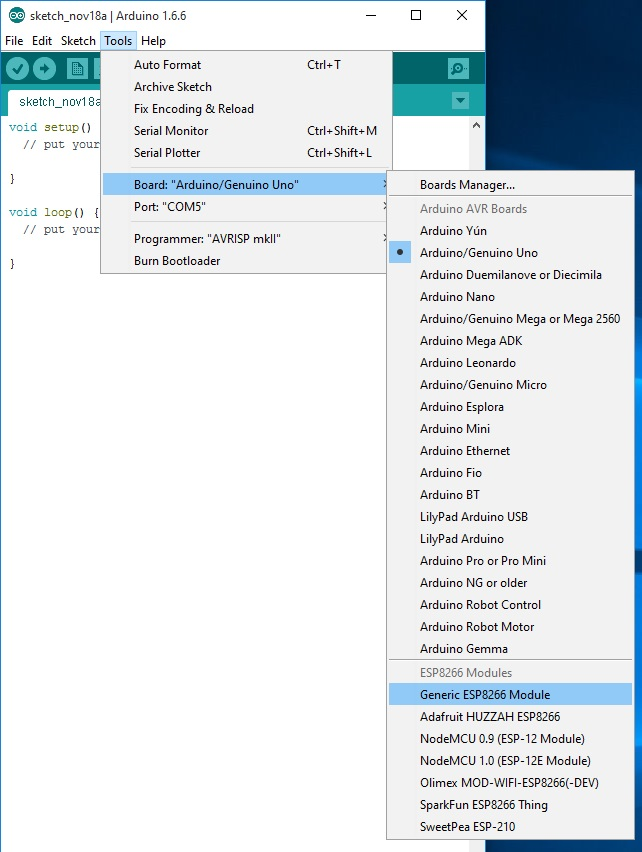 sketch_nov18a | Arduino 1.6.6
File Edit Sketch Tools Help
sketch_nov18a
void setup()
// put your
}
void loop() {
// put your
}
Auto Format Ctrl+T
Archive Sketch
Fix Encoding & Reload
Serial Monitor Ctrl+Shift+M
Serial Plotter Ctrl+Shift+L
Board: "Arduino/Genuino Uno"
Port: "COM5"
Programmer: "AVRISP mkII"
Burn Bootloader
Boards Manager...
Arduino AVR Boards
Arduino Yún
Arduino/Genuino Uno
Arduino Duemilanove or Diecimila
Arduino Nano
Arduino/Genuino Mega or Mega 2560
Arduino Mega ADK
Arduino Leonardo
Arduino/Genuino Micro
Arduino Esplora
Arduino Mini
Arduino Ethernet
Arduino Fio
Arduino BT
LilyPad Arduino USB
LilyPad Arduino
Arduino Pro or Pro Mini
Arduino NG or older
Arduino Robot Control
Arduino Robot Motor
Arduino Gemma
ESP8266 Modules
Generic ESP8266 Module
Adafruit HUZZAH ESP8266
NodeMCU 0.9 (ESP-12 Module)
NodeMCU 1.0 (ESP-12E Module)
Olimex MOD-WIFI-ESP8266(-DEV)
SparkFun ESP8266 Thing
SweetPea ESP-210